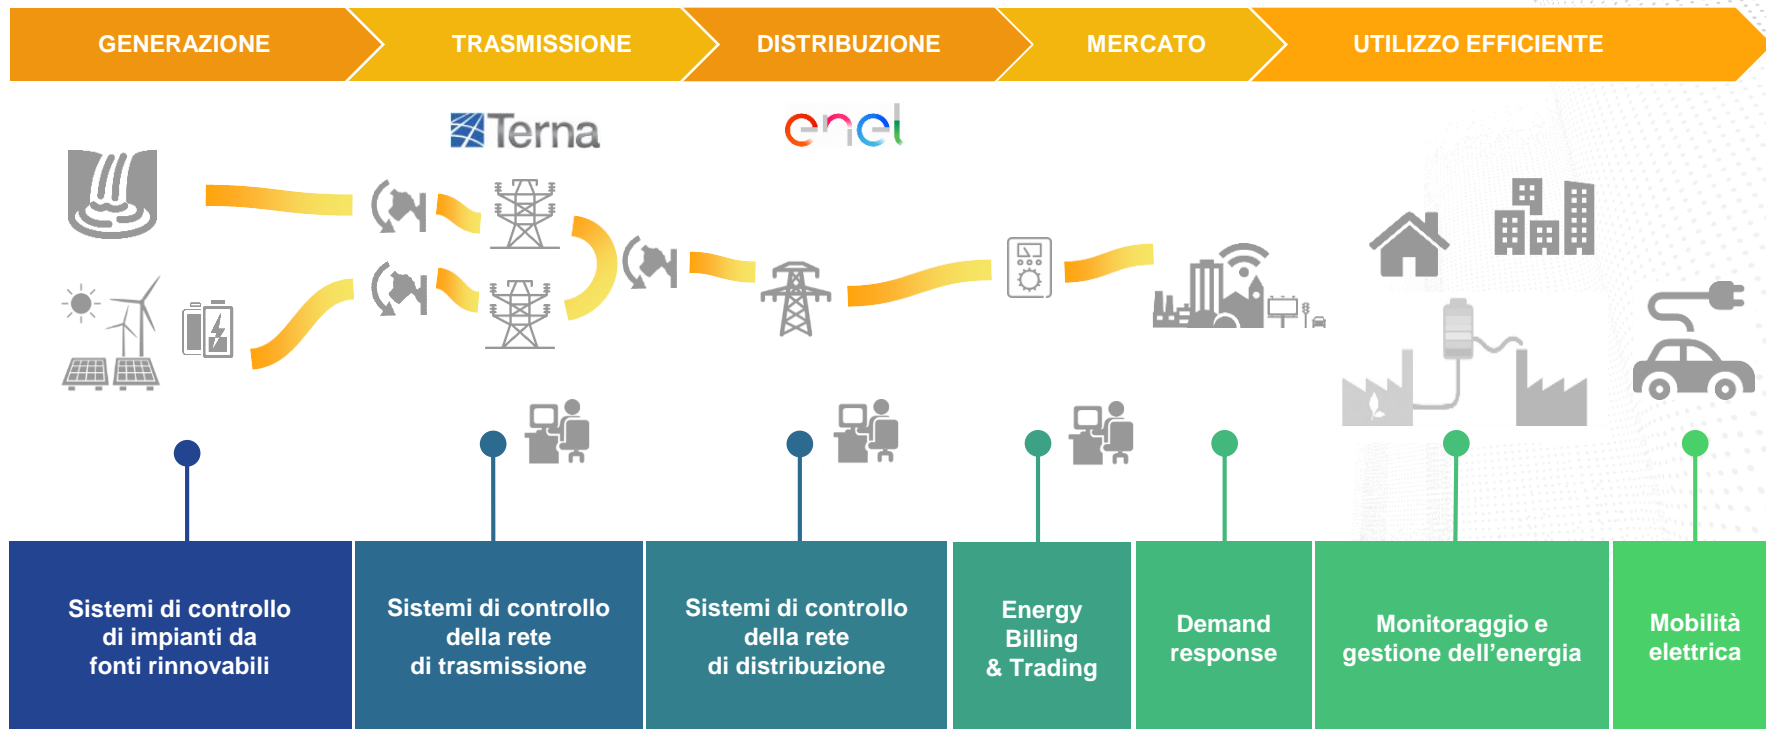 GENERAZIONE
TRASMISSIONE
DISTRIBUZIONE
MERCATO
UTILIZZO EFFICIENTE
Terna
enel
Sistemi di controllo
di impianti da
fonti rinnovabili
Sistemi di controllo
della rete
di trasmissione
Sistemi di controllo
della rete
di distribuzione
Energy
Billing
& Trading
Demand
response
Monitoraggio e
gestione dell’energia
Mobilità
elettrica